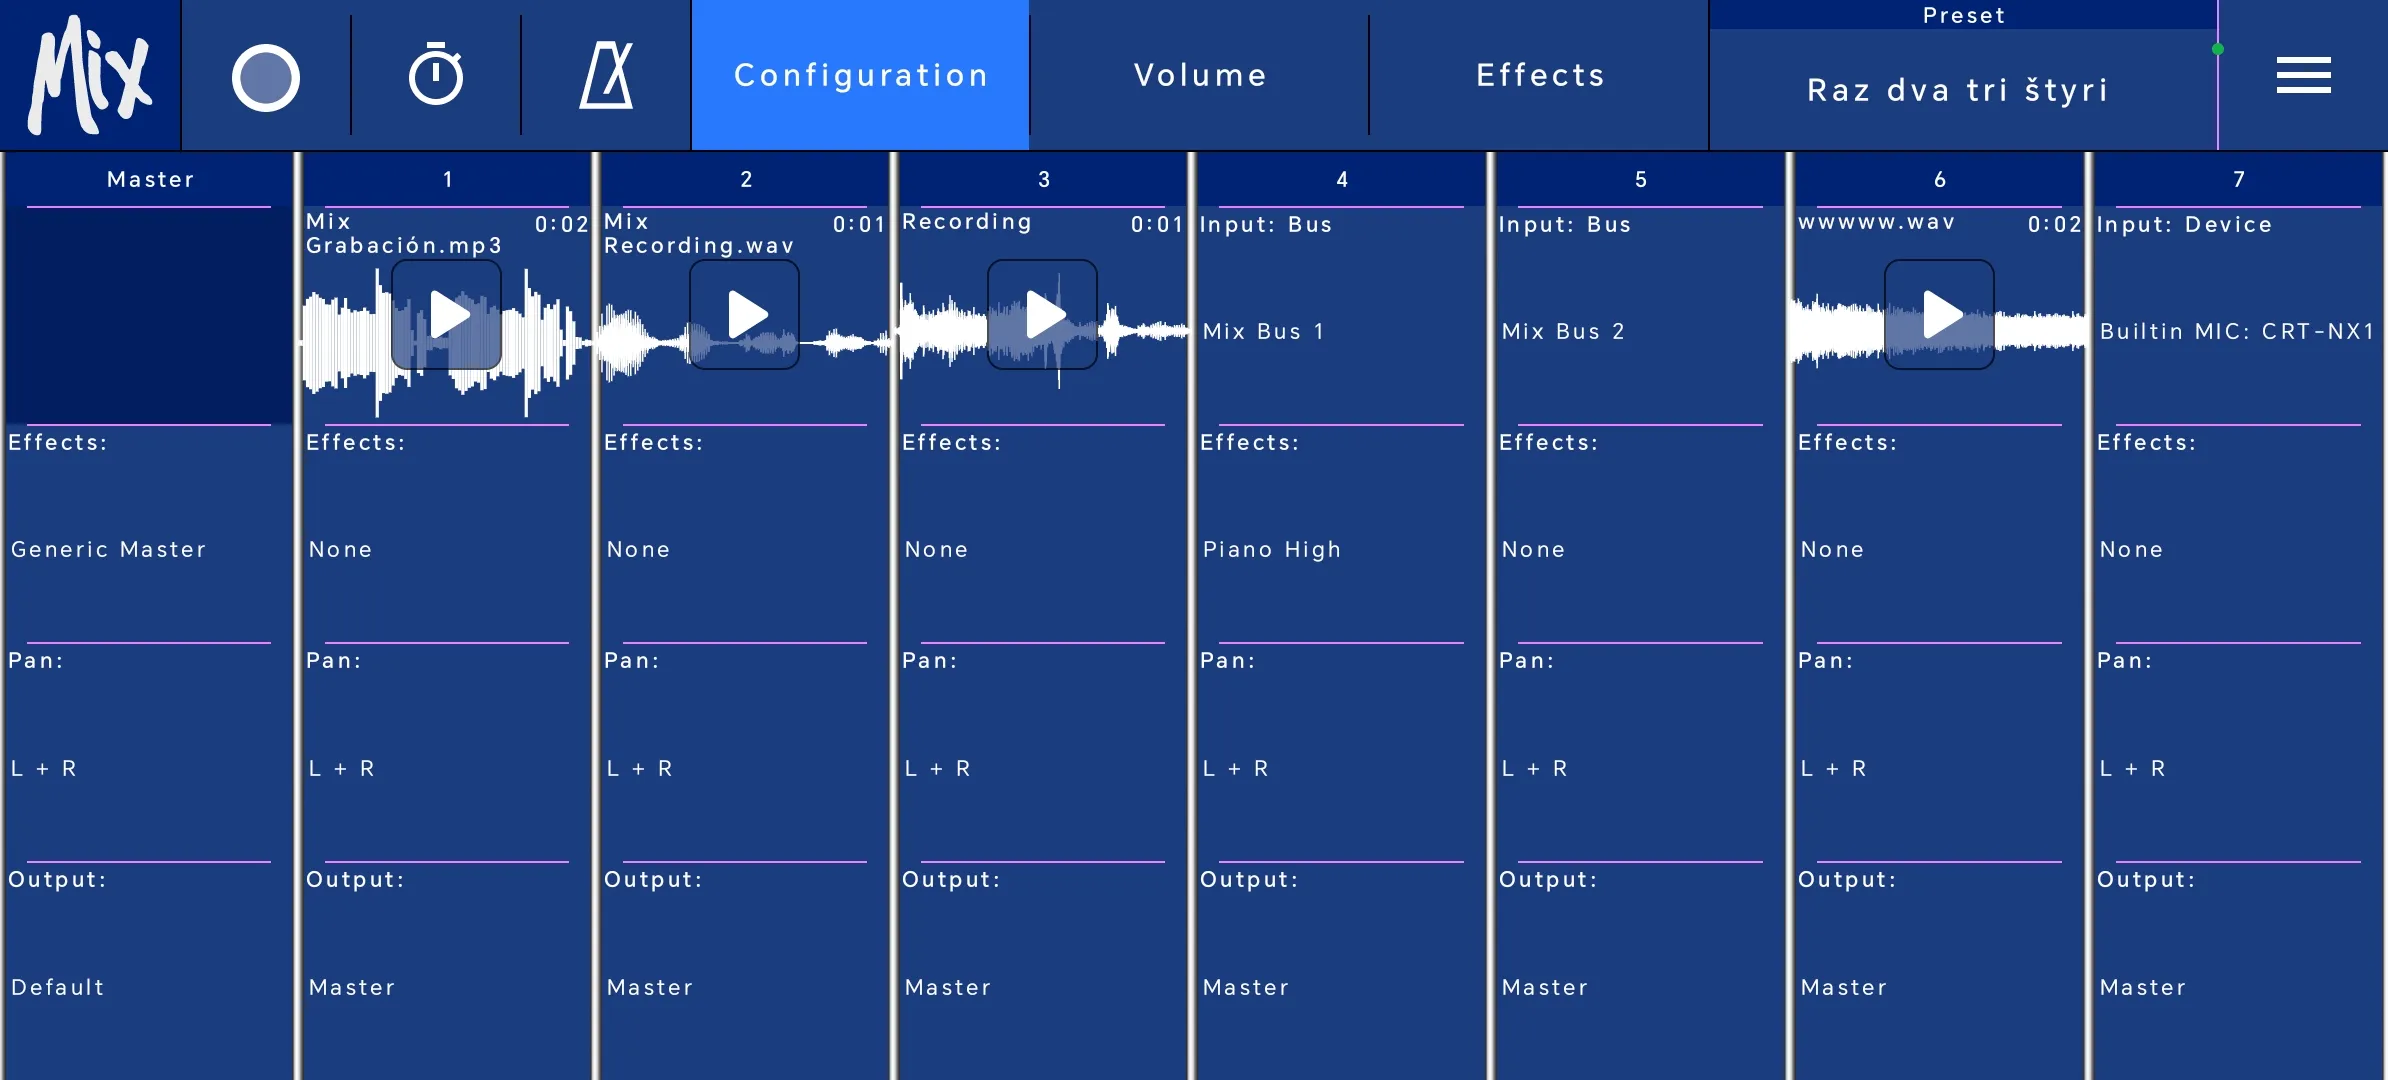 Mix
Configuration
Volume
Effects
Preset
Raz dva tri štyri
Master
1
2
3
4
5
6
7
Mix
Grabación.mp3
0:02
Mix
Recording.wav
0:01
Recording
0:01
Input: Bus
Mix Bus 1
Input: Bus
Mix Bus 2
wwwww.wav
0:02
Input: Device
Builtin MIC: CRT-NX1
Effects:
Effects:
Effects:
Effects:
Effects:
Effects:
Effects:
Effects:
Generic Master
None
None
None
Piano High
None
None
None
Pan:
Pan:
Pan:
Pan:
Pan:
Pan:
Pan:
Pan:
L + R
L + R
L + R
L + R
L + R
L + R
L + R
L + R
Output:
Output:
Output:
Output:
Output:
Output:
Output:
Output:
Default
Master
Master
Master
Master
Master
Master
Master